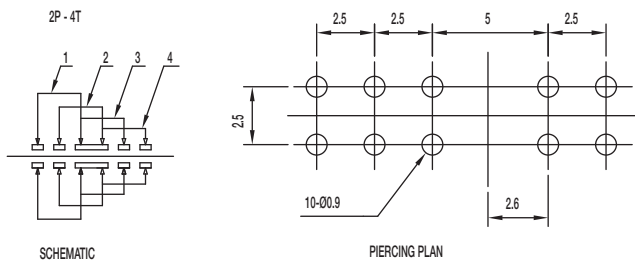 2P - 4T
1 2 3 4
SCHEMATIC
2.5 2.5 5 2.5
2.5
10-Ø0.9
2.6
PIERCING PLAN